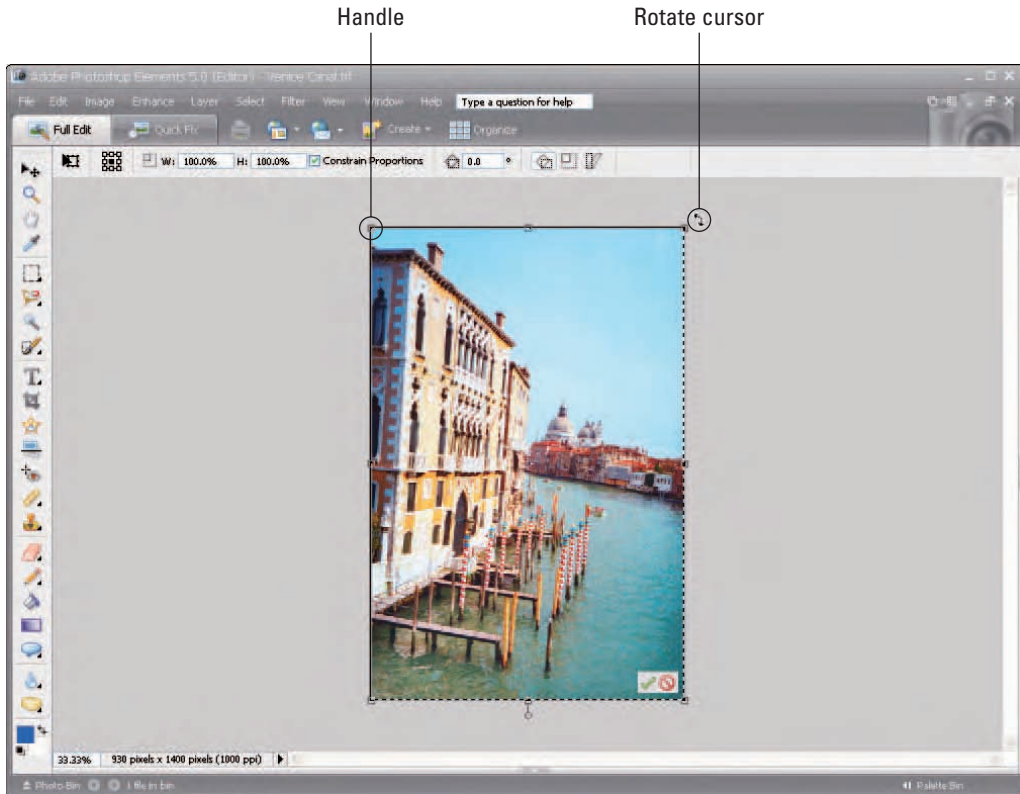 Handle Rotate cursor
Adobe Photoshop Elements 5.0 (Editor) - Venice Canal.tif
File Edit Image Enhance Layer Select Filter View Window Help Type a question for help
Full Edit Quick Fix Create Organize
W: 100.0% H: 100.0% Constrain Proportions 0.0 °
T
33.33% 930 pixels x 1400 pixels (1000 ppi)
Photo Bin 1 file in bin Palette Bin